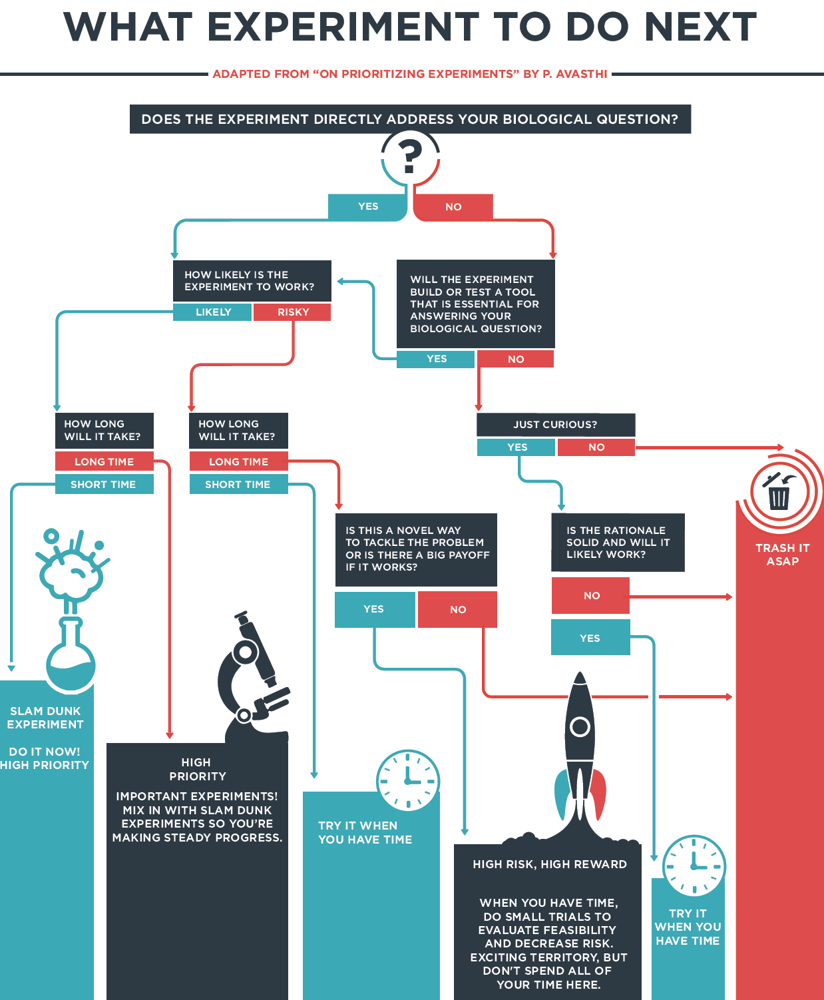 WHAT EXPERIMENT TO DO NEXT
ADAPTED FROM “ON PRIORITIZING EXPERIMENTS” BY P. AVASTHI
DOES THE EXPERIMENT DIRECTLY ADDRESS YOUR BIOLOGICAL QUESTION?
?
YES
NO
HOW LIKELY IS THE
EXPERIMENT TO WORK?
LIKELY
RISKY
WILL THE EXPERIMENT
BUILD OR TEST A TOOL
THAT IS ESSENTIAL FOR
ANSWERING YOUR
BIOLOGICAL QUESTION?
YES
NO
HOW LONG
WILL IT TAKE?
LONG TIME
SHORT TIME
HOW LONG
WILL IT TAKE?
LONG TIME
SHORT TIME
JUST CURIOUS?
YES
NO
IS THIS A NOVEL WAY
TO TACKLE THE PROBLEM
OR IS THERE A BIG PAYOFF
IF IT WORKS?
YES
NO
IS THE RATIONALE
SOLID AND WILL IT
LIKELY WORK?
NO
YES
TRASH IT
ASAP
SLAM DUNK
EXPERIMENT
DO IT NOW!
HIGH PRIORITY
HIGH
PRIORITY
IMPORTANT EXPERIMENTS!
MIX IN WITH SLAM DUNK
EXPERIMENTS SO YOU’RE
MAKING STEADY PROGRESS.
TRY IT WHEN
YOU HAVE TIME
HIGH RISK, HIGH REWARD
WHEN YOU HAVE TIME,
DO SMALL TRIALS TO
EVALUATE FEASIBILITY
AND DECREASE RISK.
EXCITING TERRITORY, BUT
DON'T SPEND ALL OF
YOUR TIME HERE.
TRY IT
WHEN YOU
HAVE TIME